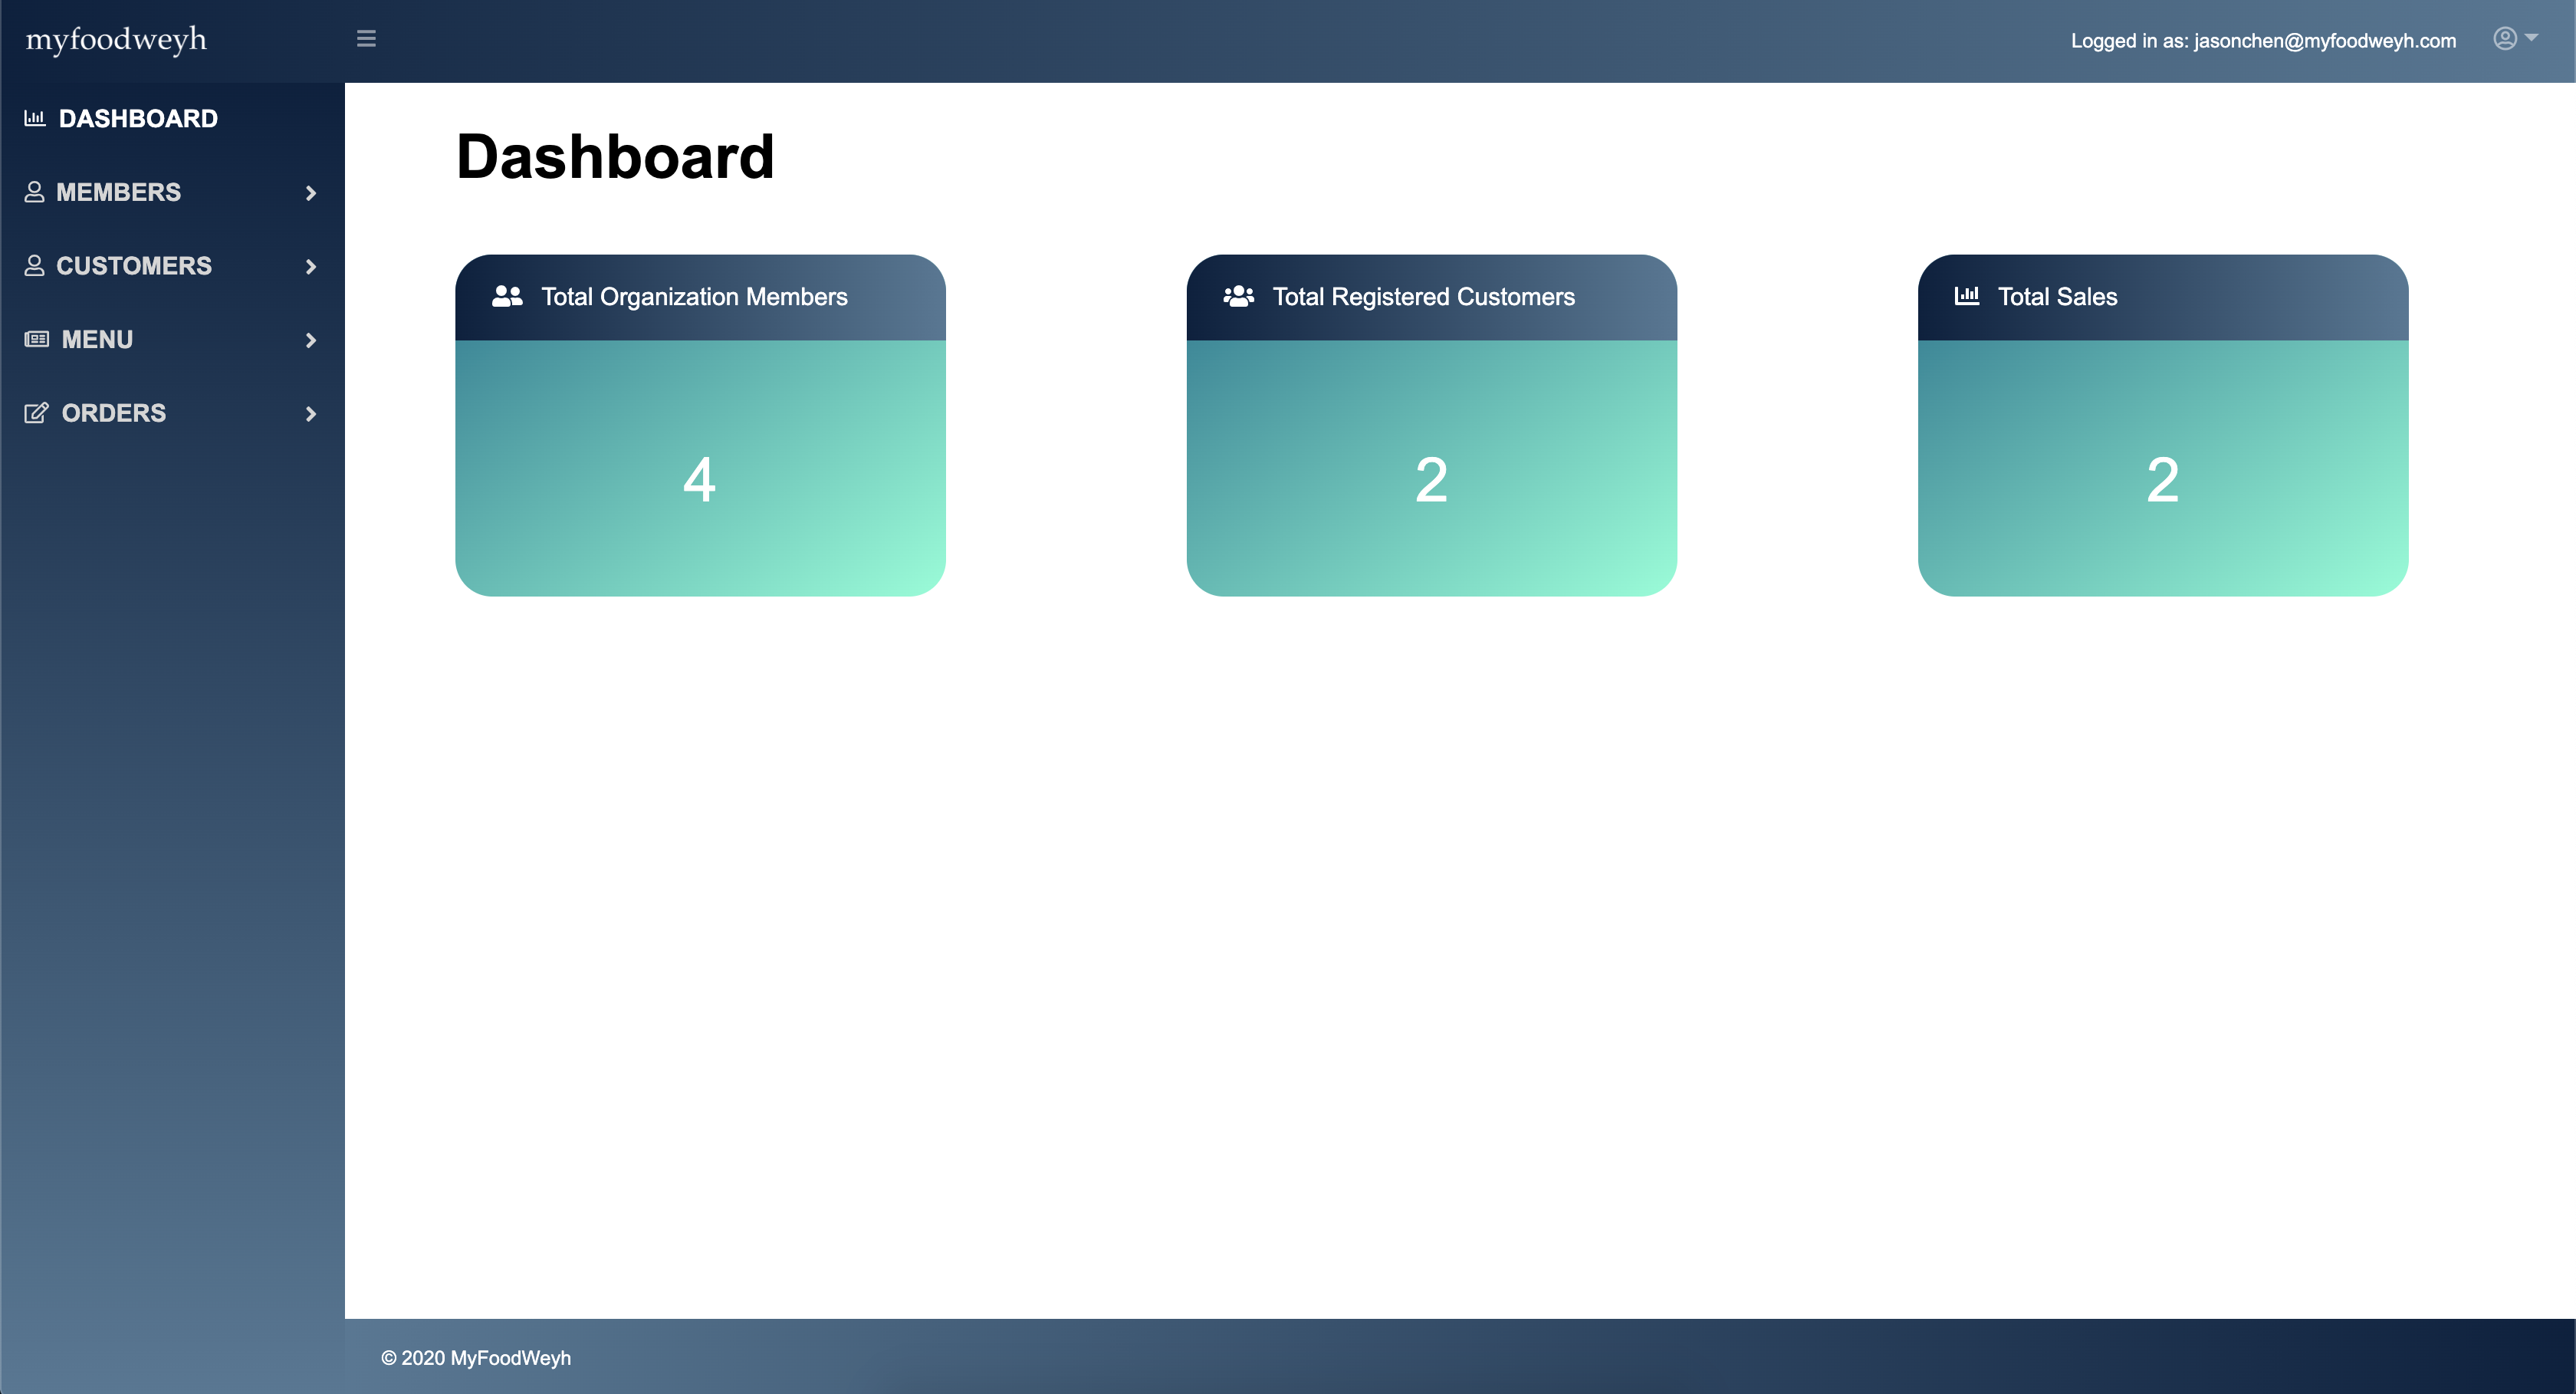 myfoodweyh
Logged in as: jasonchen@myfoodweyh.com
DASHBOARD
MEMBERS
CUSTOMERS
MENU
ORDERS
Dashboard
Total Organization Members
4
Total Registered Customers
2
Total Sales
2
© 2020 MyFoodWeyh